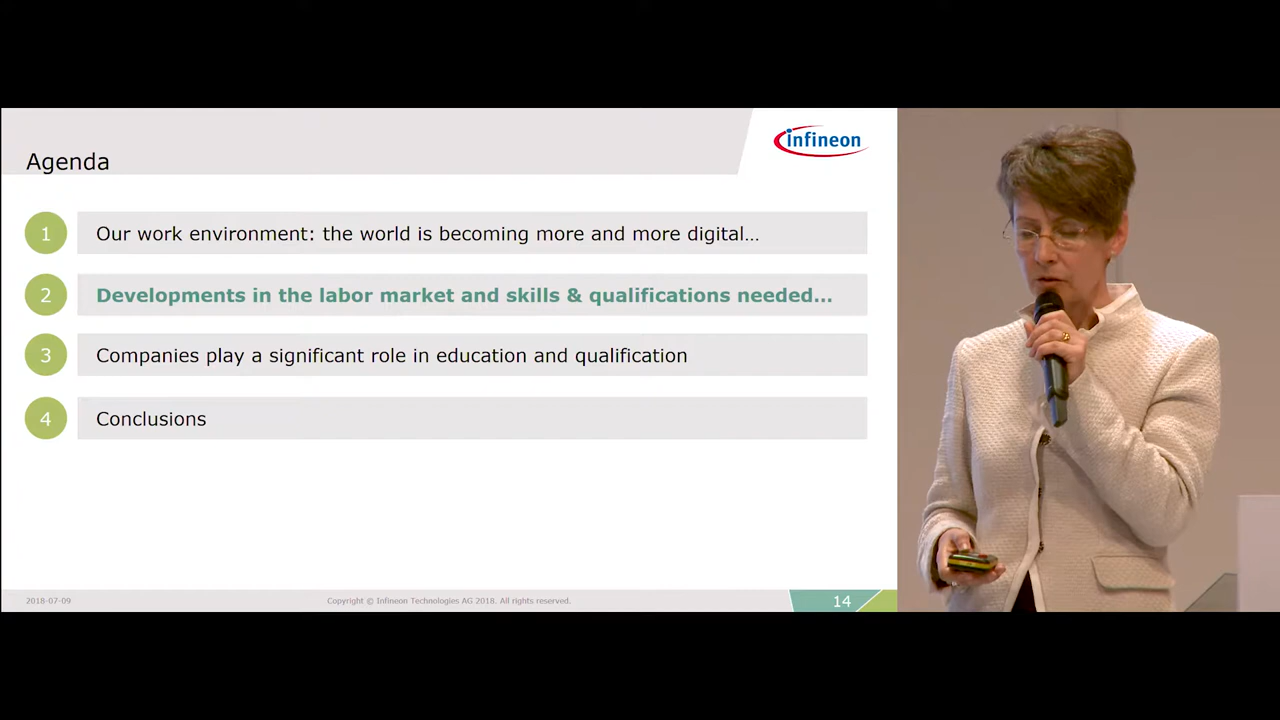 infineon
Agenda
1
Our work environment: the world is becoming more and more digital…
2
Developments in the labor market and skills & qualifications needed…
3
Companies play a significant role in education and qualification
4
Conclusions
2018-07-09
Copyright © Infineon Technologies AG 2018. All rights reserved.
14